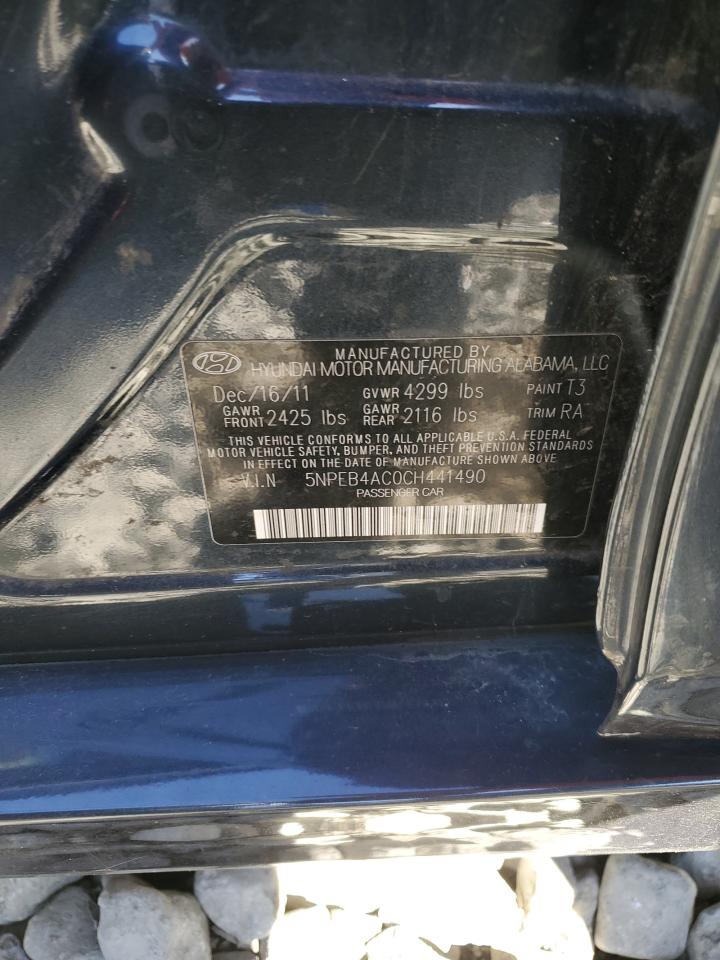 MANUFACTURED BY
HYUNDAI MOTOR MANUFACTURING ALABAMA, LLC
Dec/16/11 GVWR 4299 lbs PAINT T3
GAWR FRONT 2425 lbs GAWR REAR 2116 lbs TRIM RA
THIS VEHICLE CONFORMS TO ALL APPLICABLE U.S.A. FEDERAL
MOTOR VEHICLE SAFETY, BUMPER, AND THEFT PREVENTION STANDARDS
IN EFFECT ON THE DATE OF MANUFACTURE SHOWN ABOVE
V.I.N 5NPEB4AC0CH441490
PASSENGER CAR